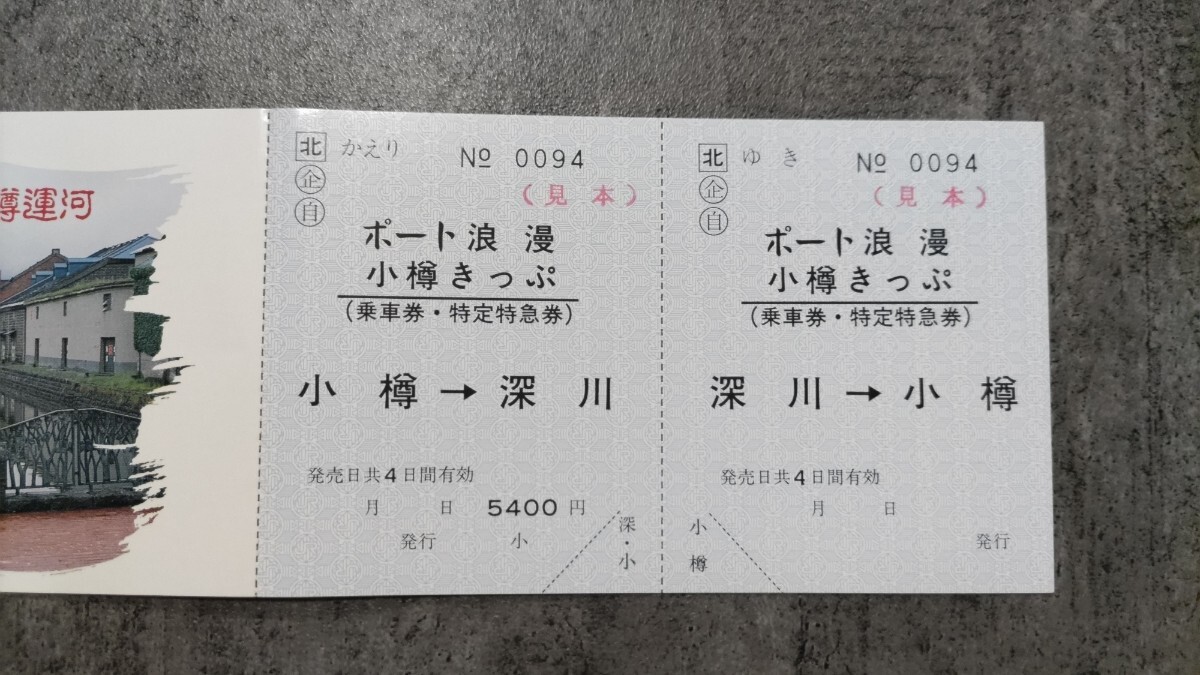 樽運河
北 かえり № 0094
企 (見本)
自
ポート浪漫
小樽きっぷ
(乗車券・特定特急券)
小樽→深川
発売日共4日間有効
月 日 5400円
発行 小
深・小
北 ゆき № 0094
企 (見本)
自
ポート浪漫
小樽きっぷ
(乗車券・特定特急券)
深川→小樽
発売日共4日間有効
月 日
発行
小樽